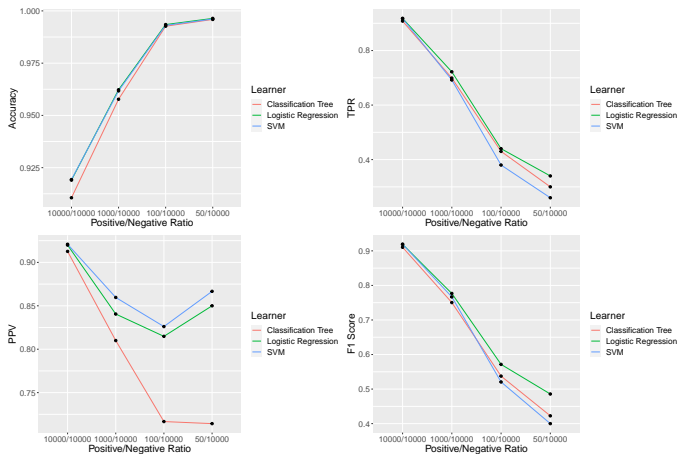 1.000
0.975
0.950
0.925
Accuracy
10000/10000 1000/10000 100/10000 50/10000
Positive/Negative Ratio
Learner
Classification Tree
Logistic Regression
SVM
0.8
0.6
0.4
TPR
10000/10000 1000/10000 100/10000 50/10000
Positive/Negative Ratio
Learner
Classification Tree
Logistic Regression
SVM
0.90
0.85
0.80
0.75
PPV
10000/10000 1000/10000 100/10000 50/10000
Positive/Negative Ratio
Learner
Classification Tree
Logistic Regression
SVM
0.9
0.8
0.7
0.6
0.5
0.4
F1 Score
10000/10000 1000/10000 100/10000 50/10000
Positive/Negative Ratio
Learner
Classification Tree
Logistic Regression
SVM